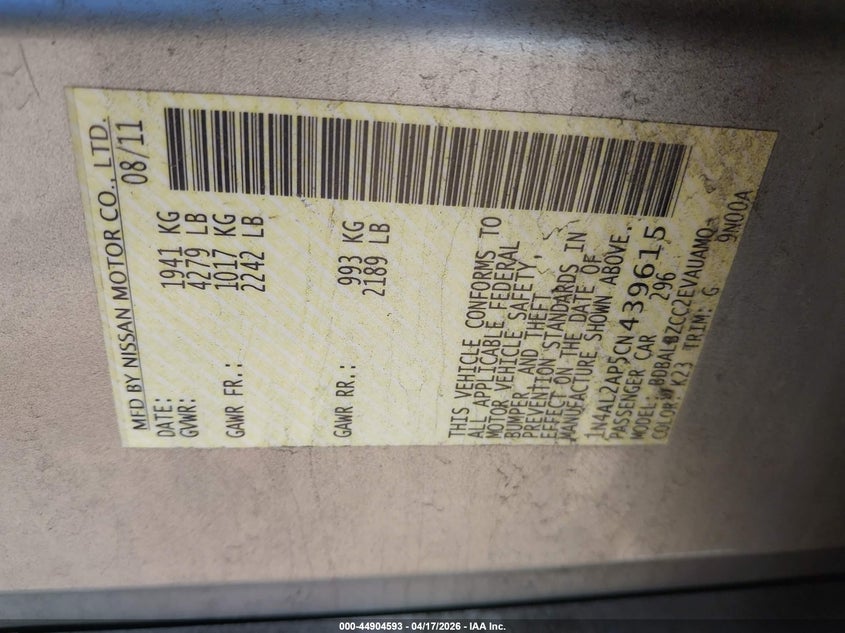 MFD BY NISSAN MOTOR CO., LTD.
DATE: 08/11
GVWR: 1941 KG
4279 LB
GAWR FR.: 1017 KG
2242 LB
GAWR RR.: 993 KG
2189 LB
THIS VEHICLE CONFORMS TO
ALL APPLICABLE FEDERAL
MOTOR VEHICLE SAFETY,
BUMPER, AND THEFT
PREVENTION STANDARDS IN
EFFECT ON THE DATE OF
MANUFACTURE SHOWN ABOVE.
1N4AL2AP5CN439615
PASSENGER CAR 296
MODEL:
COLOR: K23 TRIM: G 9N00A
000-44904593 - 04/17/2026 - IAA Inc.